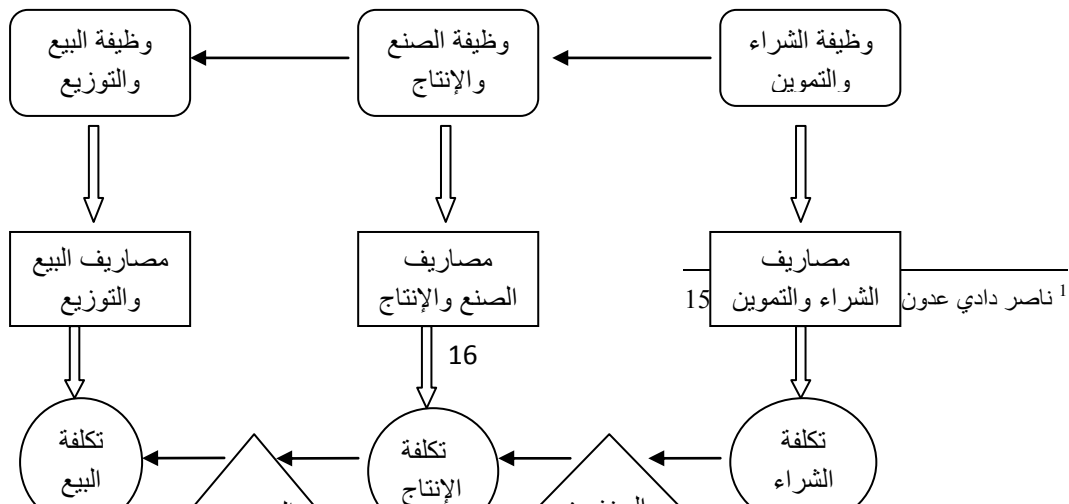 وظيفة الشراء
والتموين
وظيفة الصنع
والإنتاج
وظيفة البيع
والتوزيع
مصاريف
الشراء والتموين
مصاريف
الصنع والإنتاج
مصاريف البيع
والتوزيع
1 ناصر دادي عدون
15
16
تكلفة
الشراء
تكلفة
الإنتاج
تكلفة
البيع